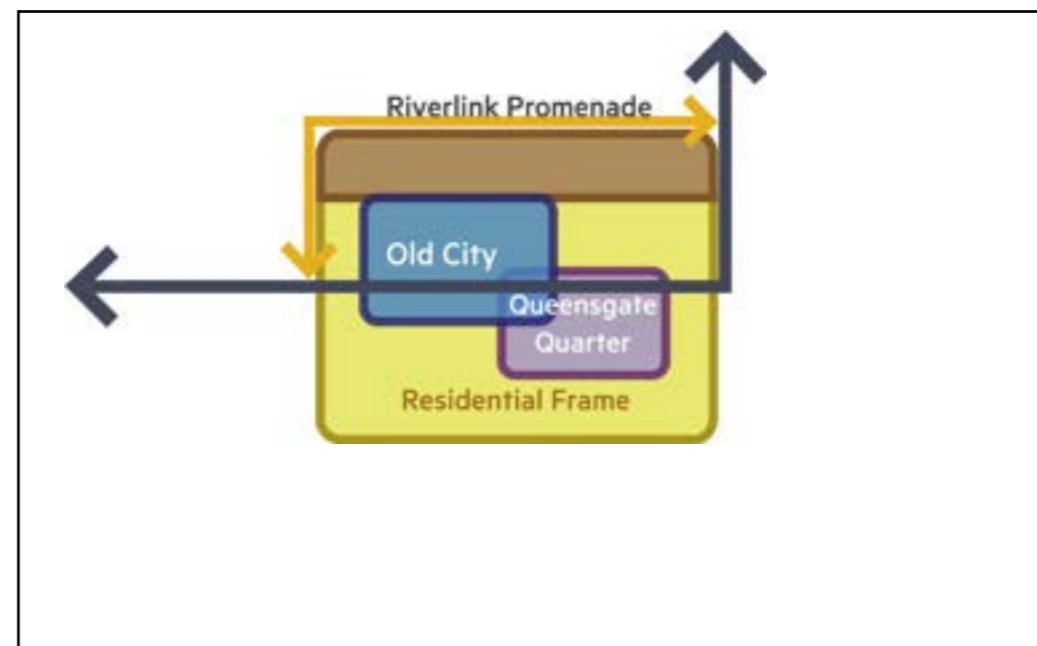 Riverlink Promenade
Old City
Queensgate
Quarter
Residential Frame